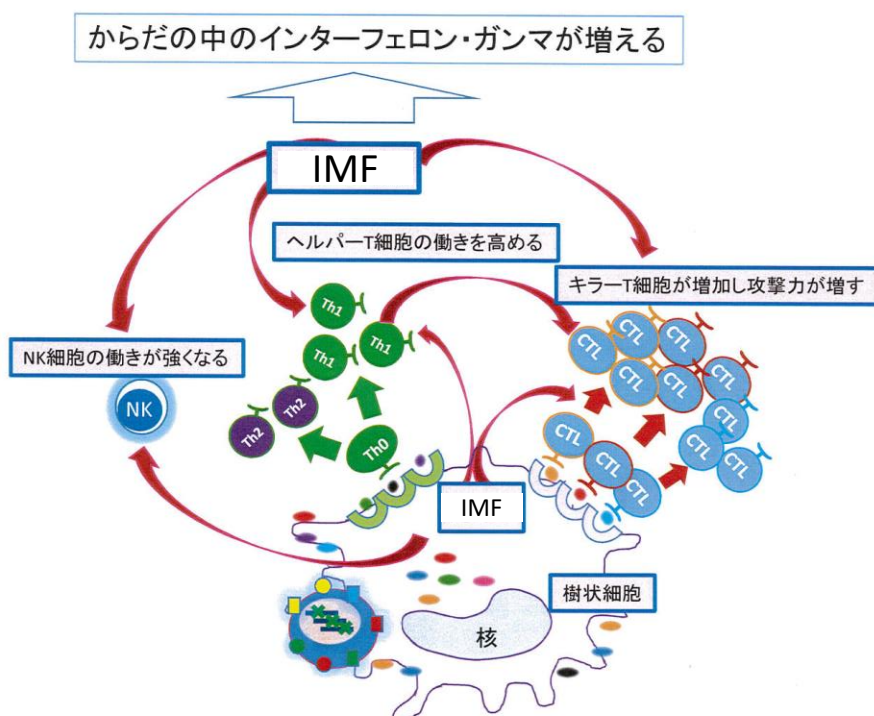 からだの中のインターフェロン・ガンマが増える
IMF
ヘルパーT細胞の働きを高める
キラーT細胞が増加し攻撃力が増す
NK細胞の働きが強くなる
NK
Th1
Th1
Th1
Th2
Th2
Th0
CTL
CTL
CTL
CTL
CTL
CTL
CTL
CTL
CTL
CTL
CTL
IMF
樹状細胞
核